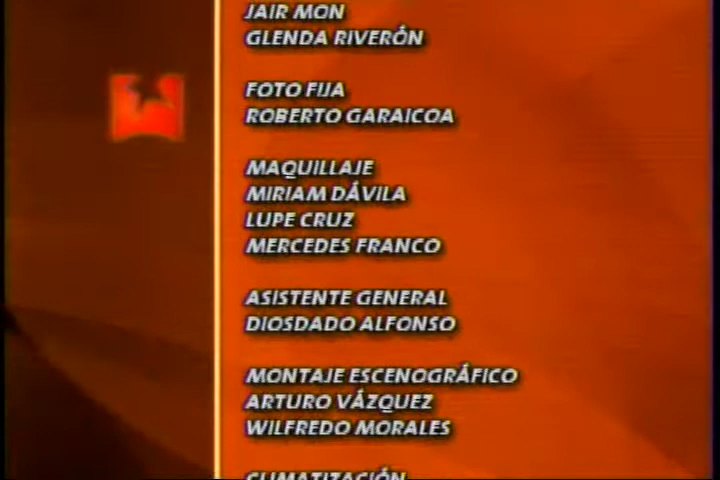 JAIR MON
GLENDA RIVERÓN
FOTO FIJA
ROBERTO GARAICOA
MAQUILLAJE
MIRIAM DÁVILA
LUPE CRUZ
MERCEDES FRANCO
ASISTENTE GENERAL
DIOSDADO ALFONSO
MONTAJE ESCENOGRÁFICO
ARTURO VÁZQUEZ
WILFREDO MORALES
CLIMATIZACIÓN